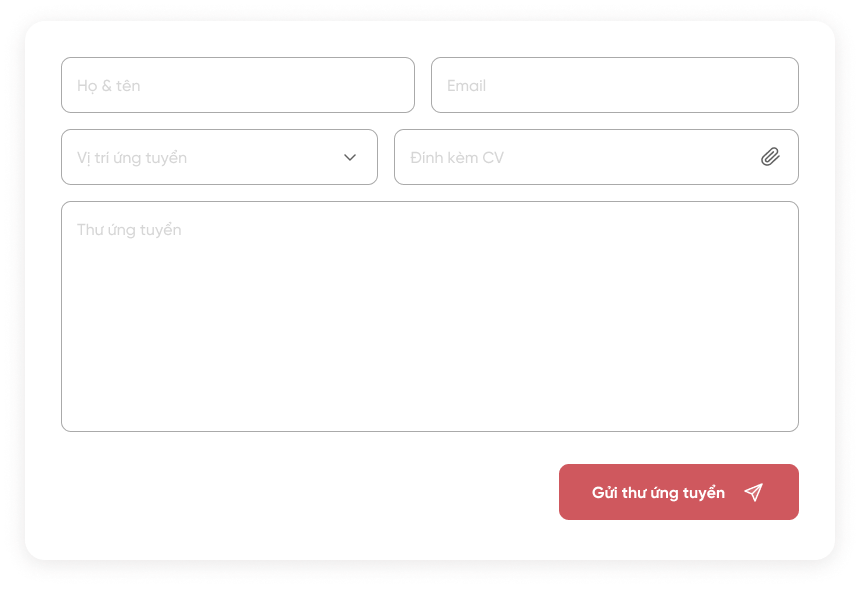 Họ & tên
Email
Vị trí ứng tuyển
Đính kèm CV
Thư ứng tuyển
Gửi thư ứng tuyển